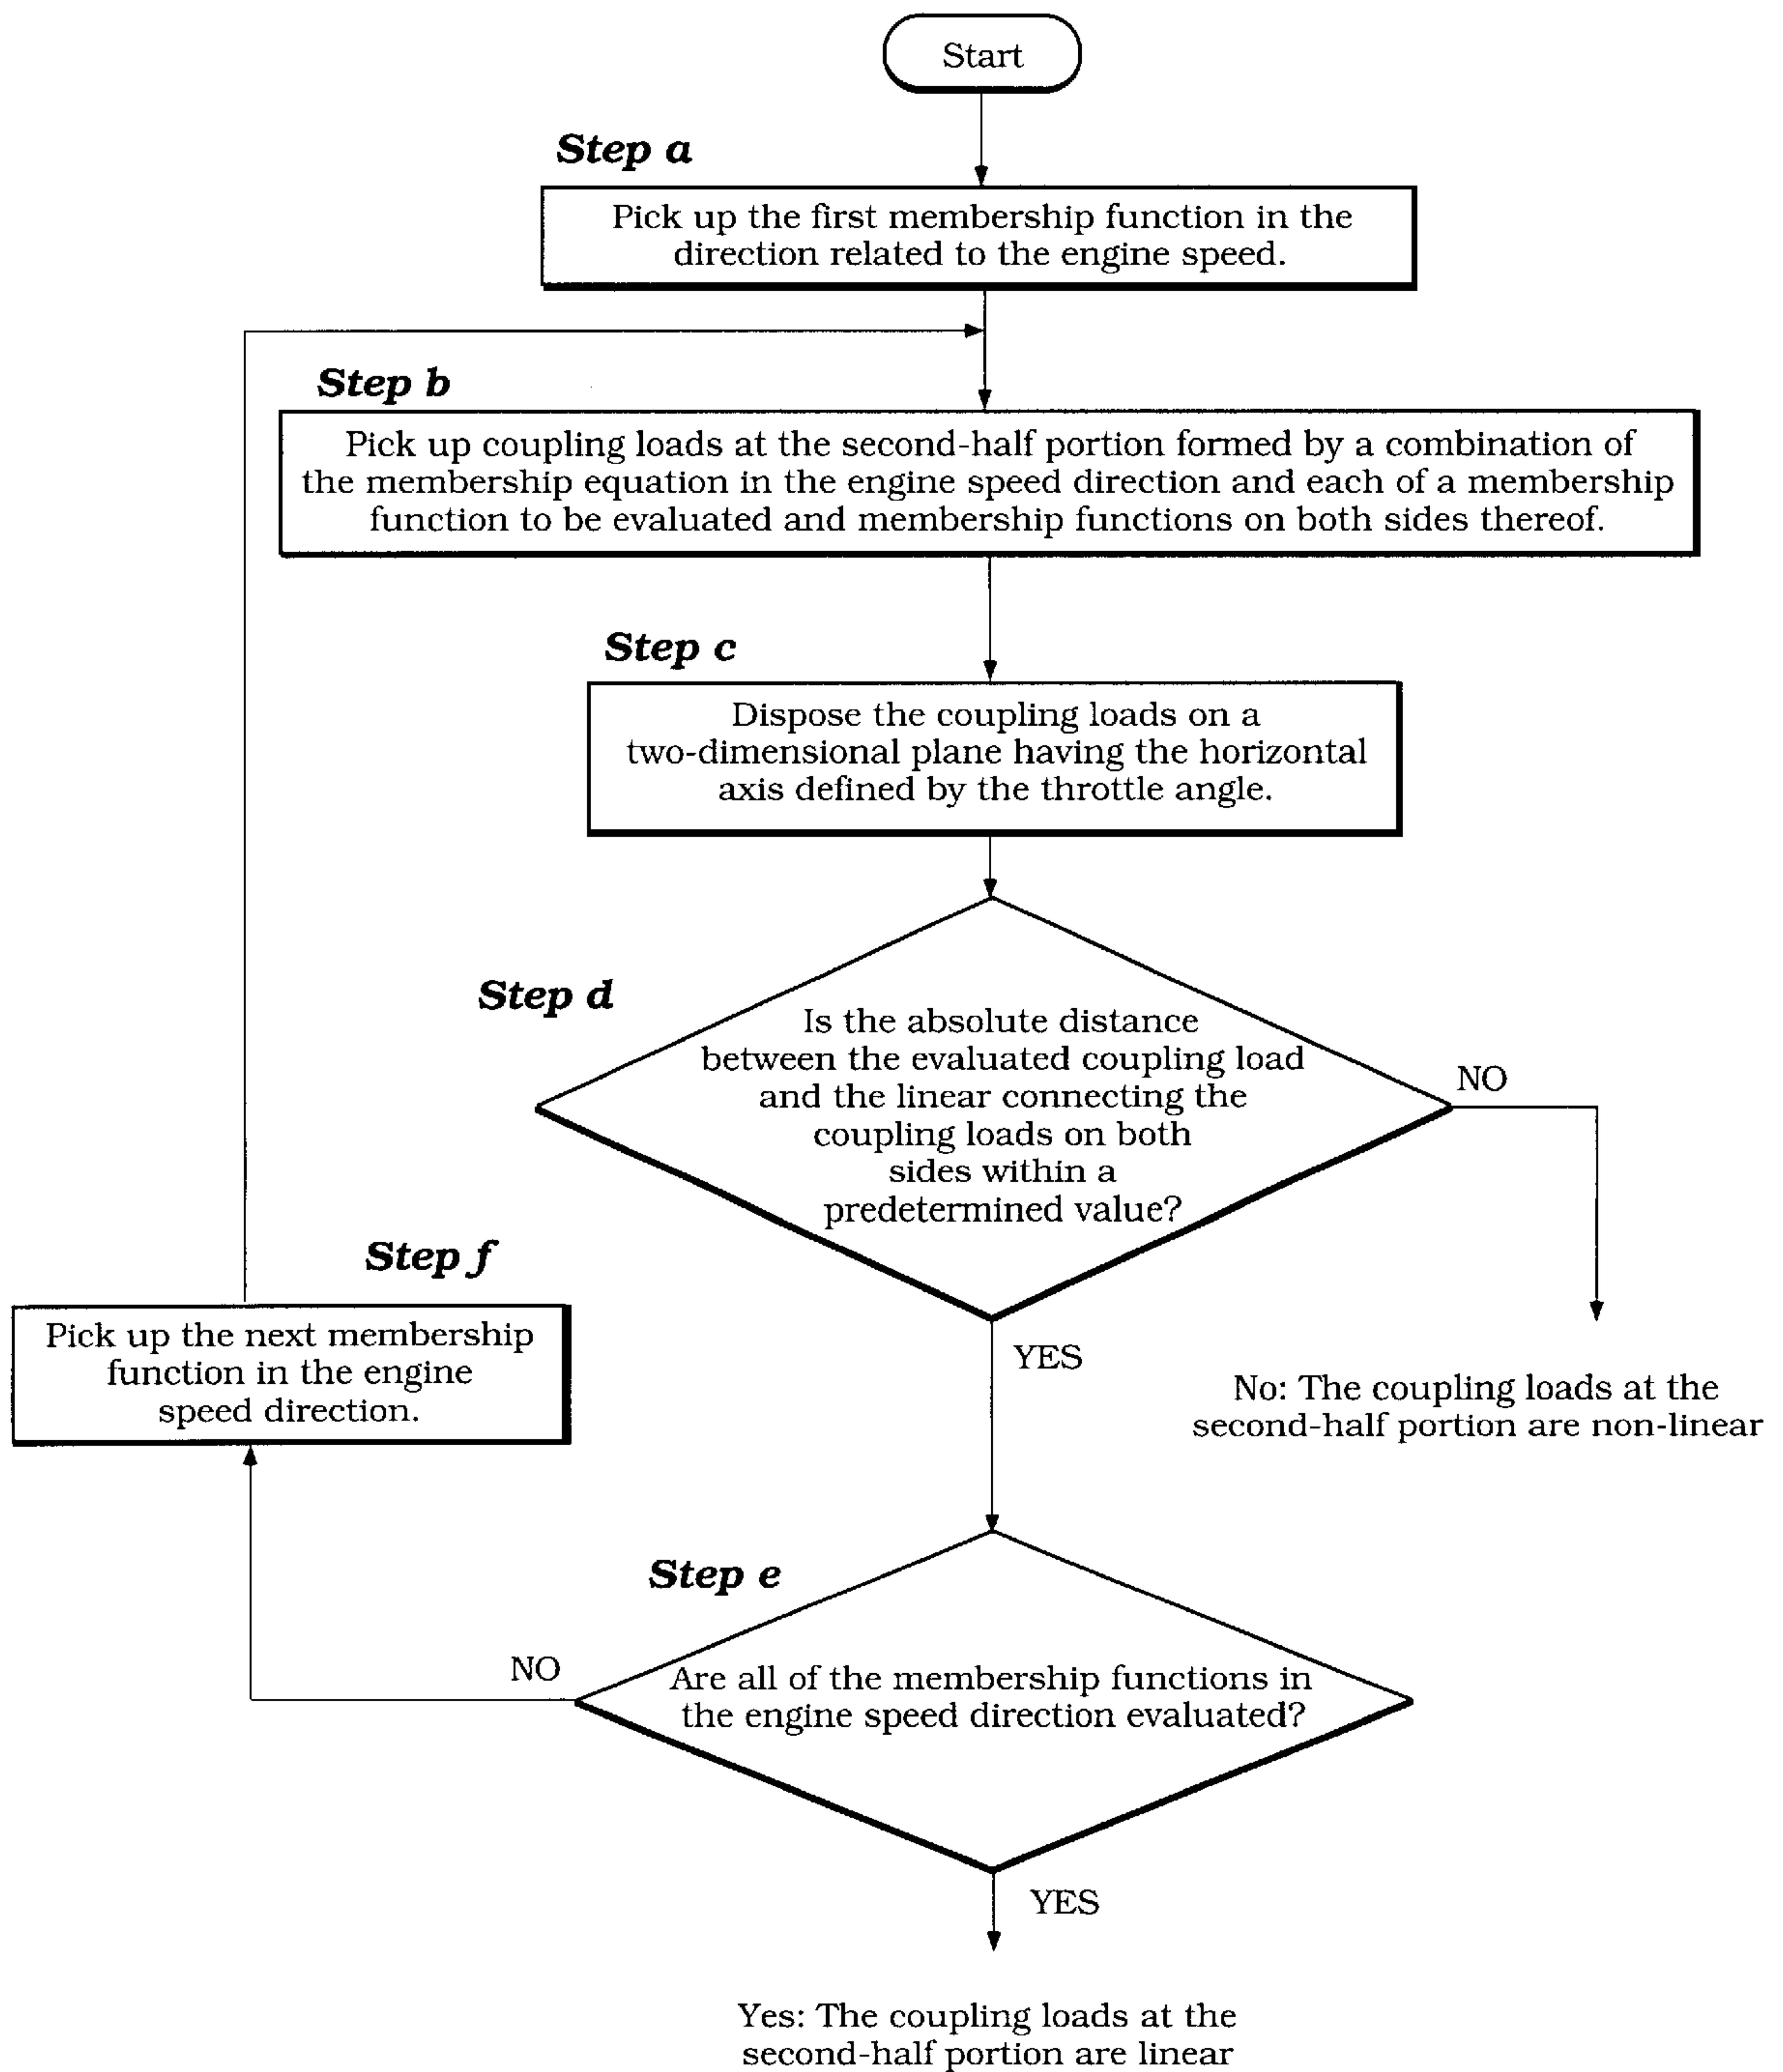 Start
Step a
Pick up the first membership function in the
direction related to the engine speed.
Step b
Pick up coupling loads at the second-half portion formed by a combination of
the membership equation in the engine speed direction and each of a membership
function to be evaluated and membership functions on both sides thereof.
Step c
Dispose the coupling loads on a
two-dimensional plane having the horizontal
axis defined by the throttle angle.
Step d
Is the absolute distance
between the evaluated coupling load
and the linear connecting the
coupling loads on both
sides within a
predetermined value?
NO
No: The coupling loads at the
second-half portion are non-linear
YES
Step f
Pick up the next membership
function in the engine
speed direction.
Step e
NO
Are all of the membership functions in
the engine speed direction evaluated?
YES
Yes: The coupling loads at the
second-half portion are linear